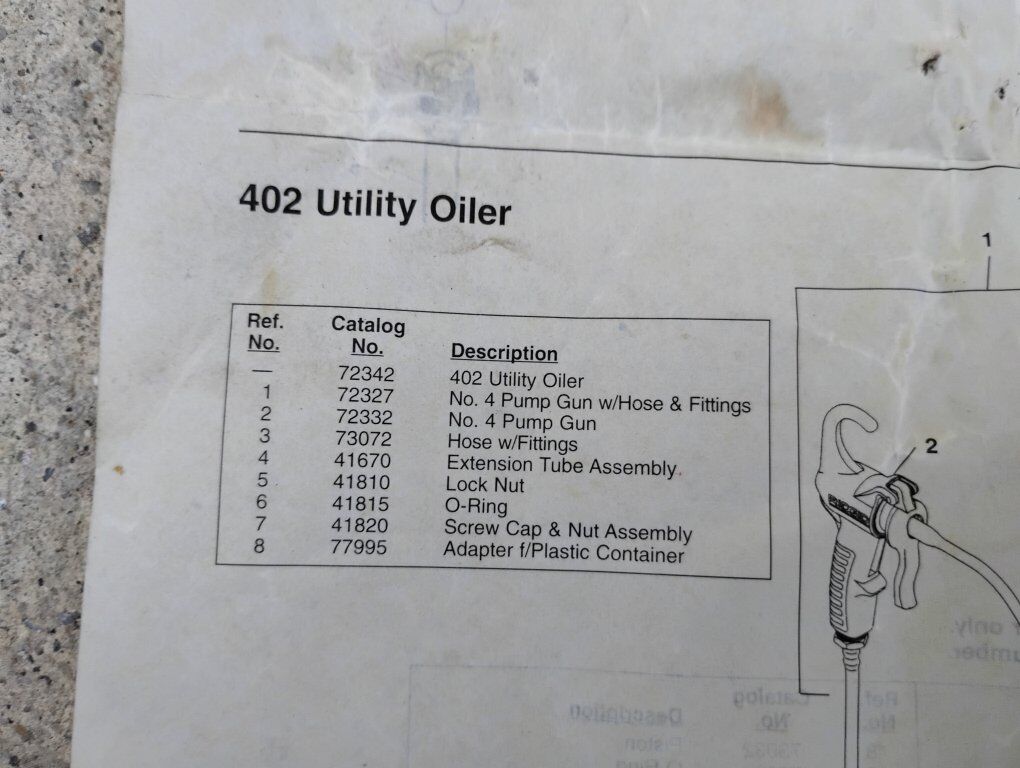 402 Utility Oiler
1
Ref. Catalog
No. No. Description
— 72342 402 Utility Oiler
1 72327 No. 4 Pump Gun w/Hose & Fittings
2 72332 No. 4 Pump Gun
3 73072 Hose w/Fittings
4 41670 Extension Tube Assembly
5 41810 Lock Nut
6 41815 O-Ring
7 41820 Screw Cap & Nut Assembly
8 77995 Adapter f/Plastic Container
2
RIDGID